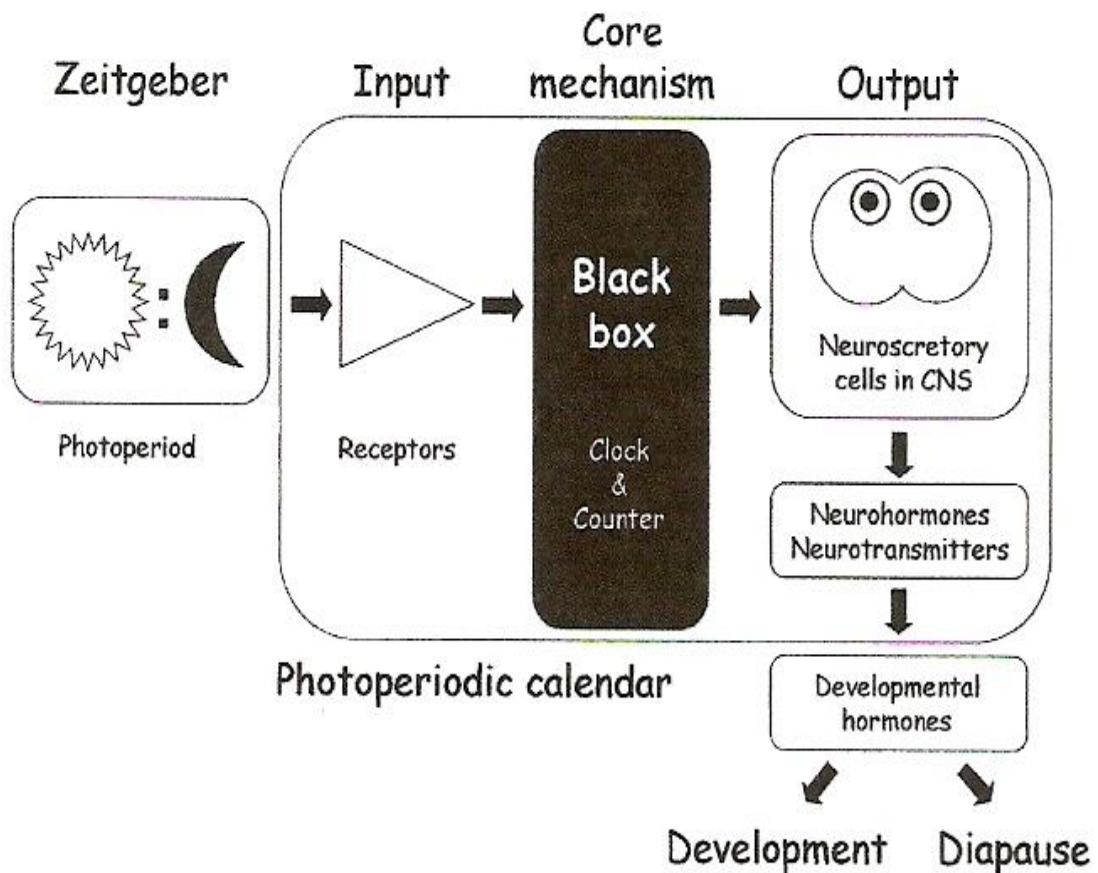 Zeitgeber
Input
Core
mechanism
Output
Photoperiod
Receptors
Black
box
Clock
&
Counter
Neuroscretory
cells in CNS
Neurohormones
Neurotransmitters
Photoperiodic calendar
Developmental
hormones
Development
Diapause